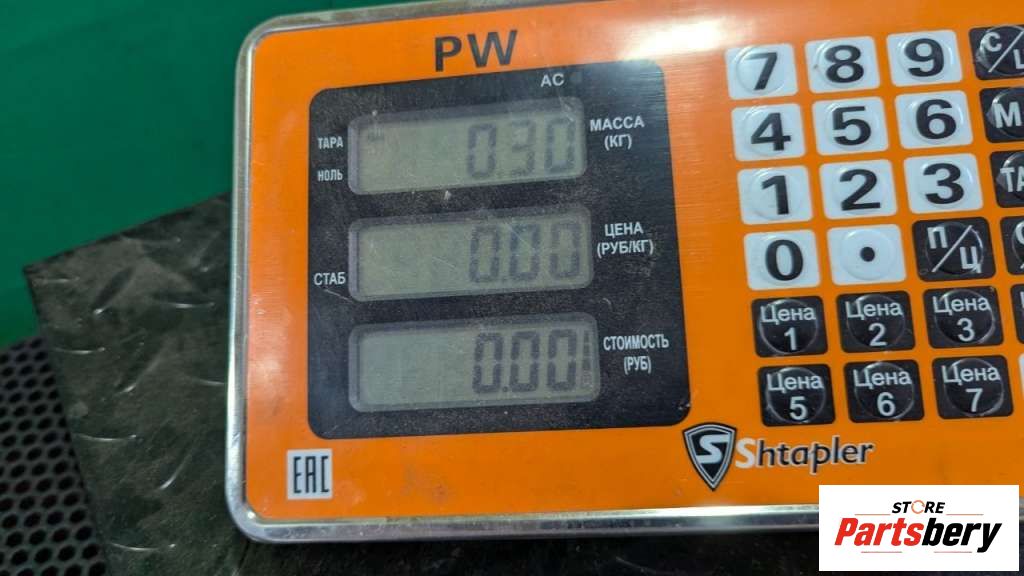 PW
AC
ТАРА
НОЛЬ
0.30
МАССА
(КГ)
СТАБ
0.00
ЦЕНА
(РУБ/КГ)
0.00
СТОИМОСТЬ
(РУБ)
7 8 9 С/
4 5 6 М
1 2 3 ТА
0 . П/Ц
Цена 1 Цена 2 Цена 3
Цена 5 Цена 6 Цена 7
S Shtapler
EAC
STORE
Partsbery